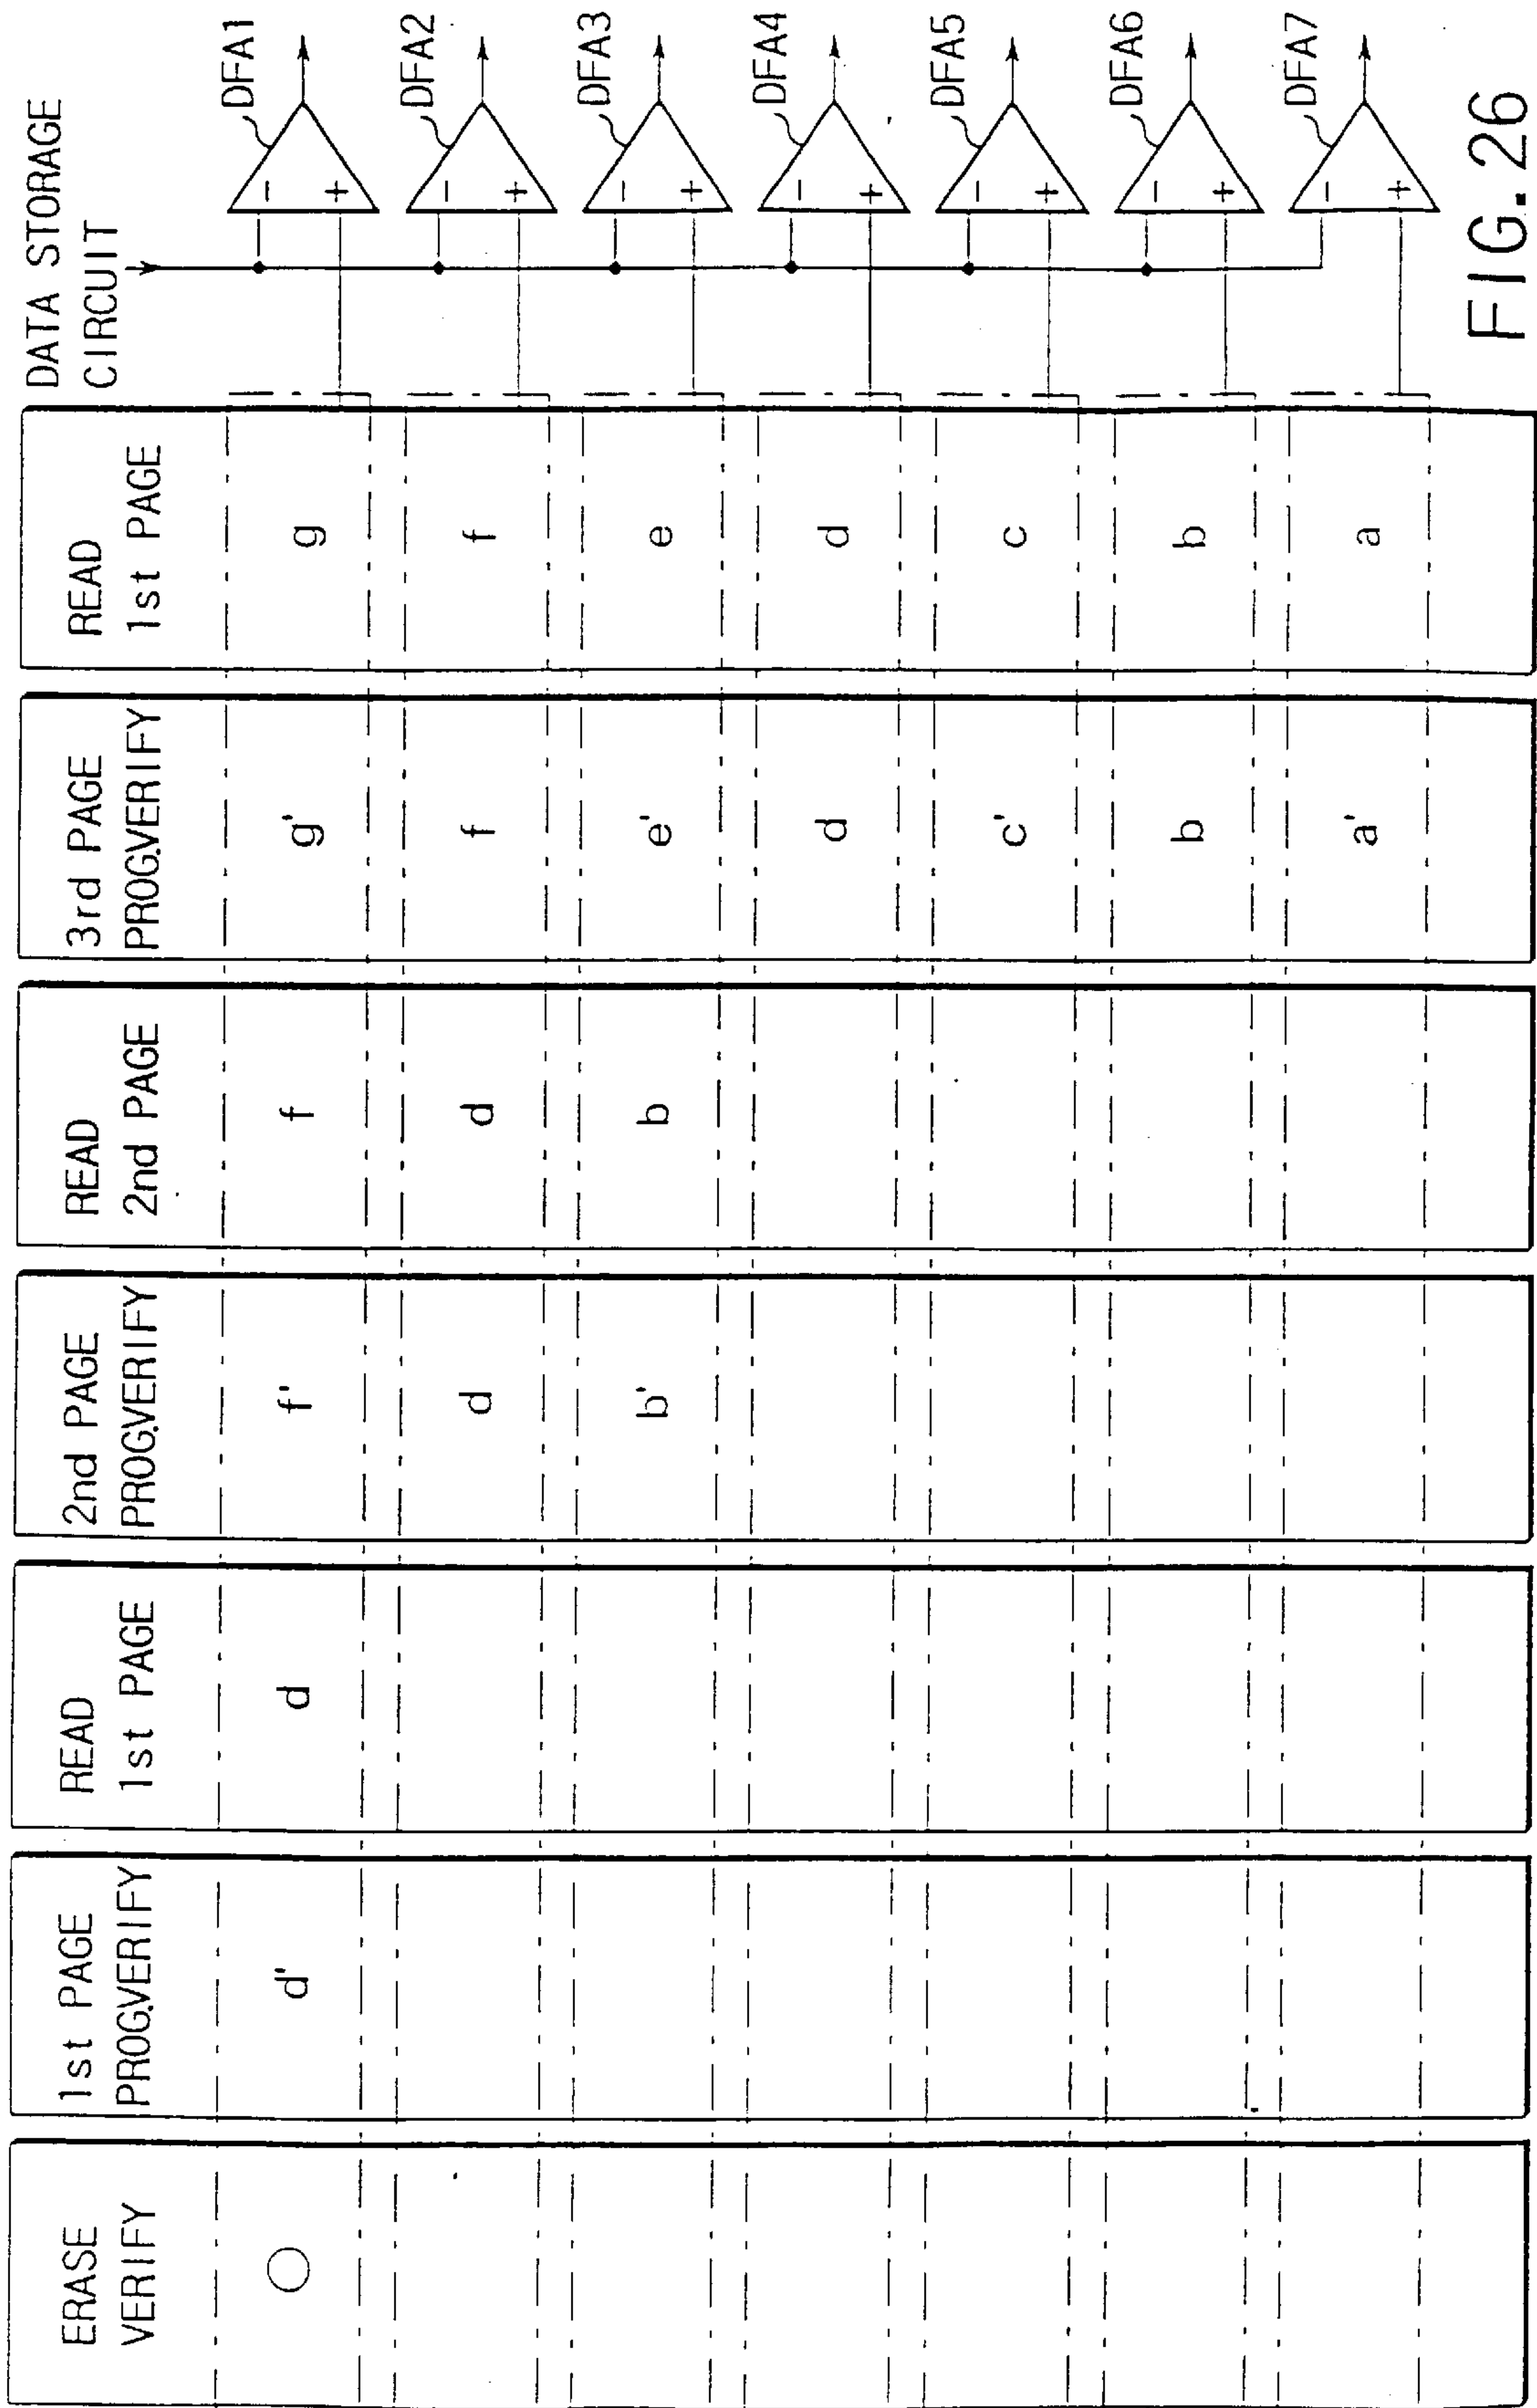 ERASE
VERIFY
○
1st PAGE
PROG.VERIFY
d'
READ
1st PAGE
d
2nd PAGE
PROG.VERIFY
f'
d
b'
READ
2nd PAGE
f
d
b
3rd PAGE
PROG.VERIFY
g'
f
e'
d
c'
b
a'
READ
1st PAGE
g
f
e
d
c
b
a
DATA STORAGE
CIRCUIT
- + DFA1
- + DFA2
- + DFA3
- + DFA4
- + DFA5
- + DFA6
- + DFA7
FIG.26